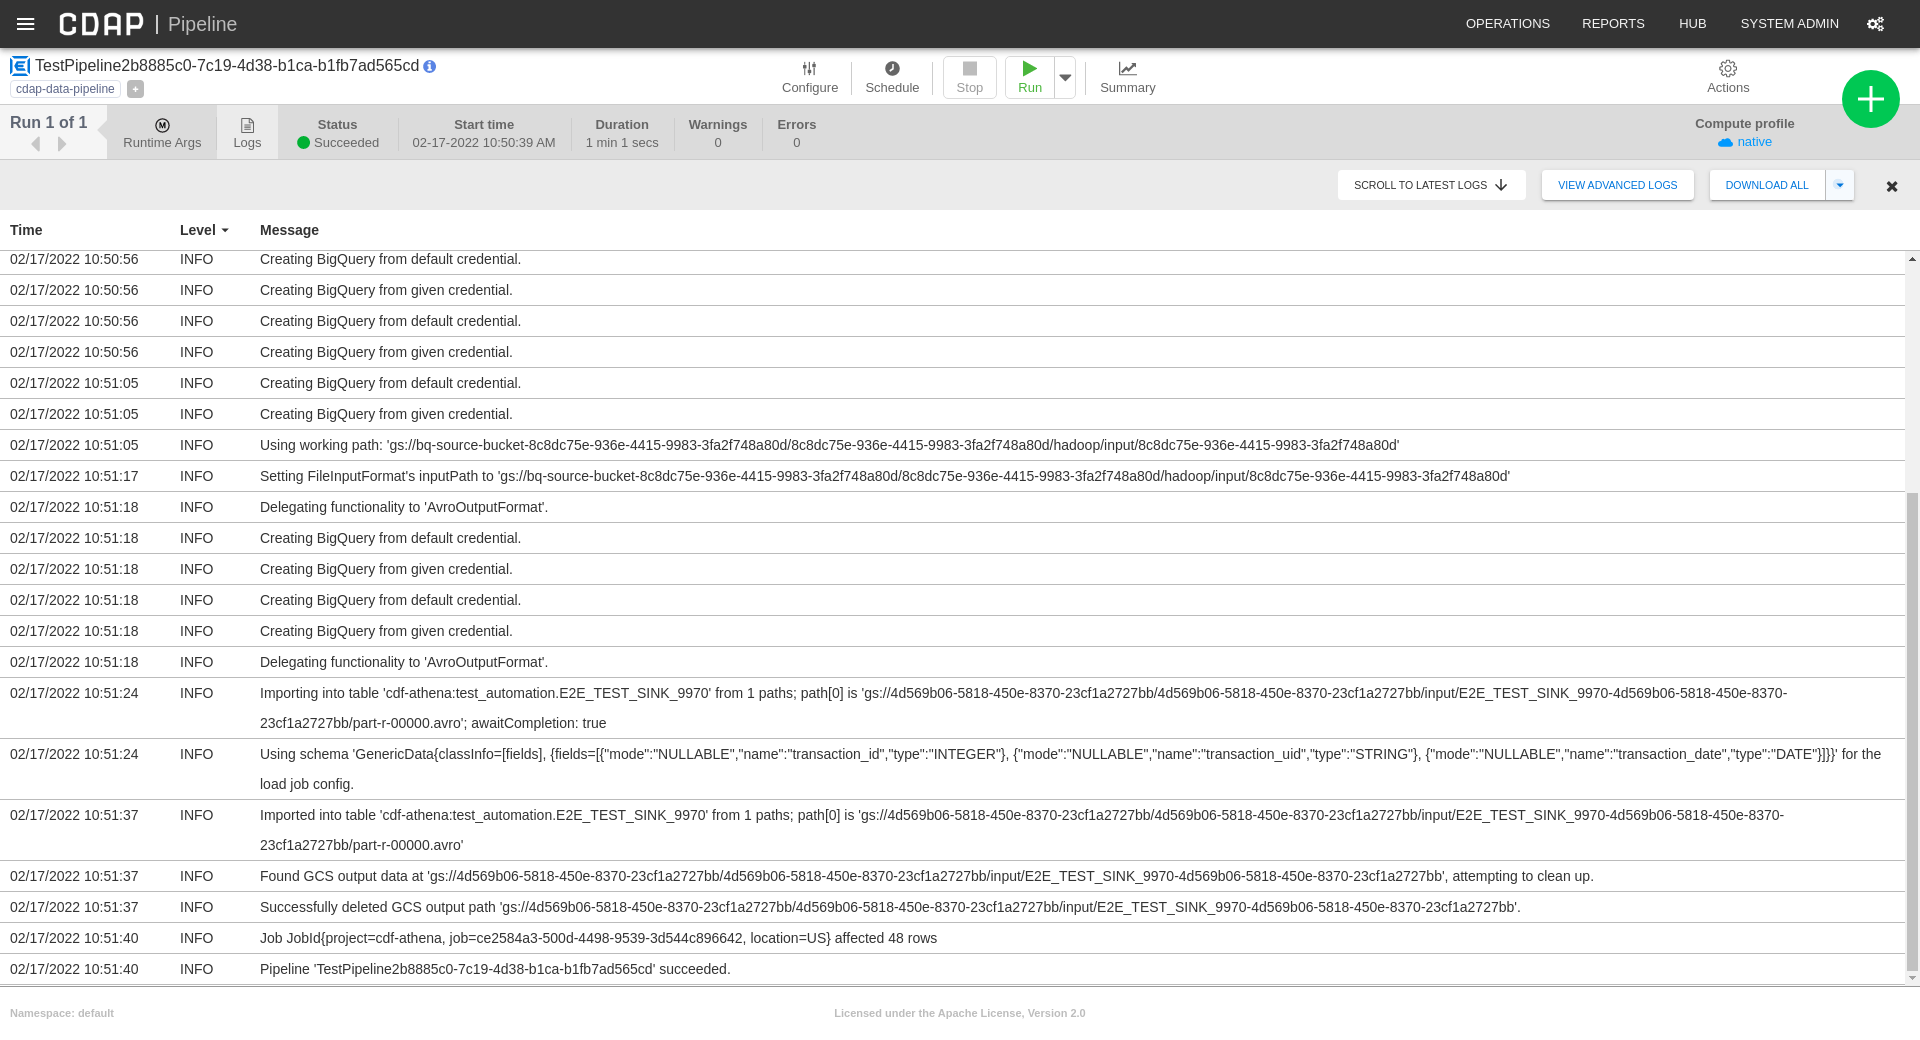 CDAP | Pipeline
OPERATIONS REPORTS HUB SYSTEM ADMIN
TestPipeline2b8885c0-7c19-4d38-b1ca-b1fb7ad565cd
cdap-data-pipeline +
Configure Schedule Stop Run Summary Actions
Run 1 of 1
M Runtime Args
Logs
Status Start time Duration Warnings Errors Compute profile
Succeeded 02-17-2022 10:50:39 AM 1 min 1 secs 0 0 native
SCROLL TO LATEST LOGS VIEW ADVANCED LOGS DOWNLOAD ALL
Time Level Message
02/17/2022 10:50:56 INFO Creating BigQuery from default credential.
02/17/2022 10:50:56 INFO Creating BigQuery from given credential.
02/17/2022 10:50:56 INFO Creating BigQuery from default credential.
02/17/2022 10:50:56 INFO Creating BigQuery from given credential.
02/17/2022 10:51:05 INFO Creating BigQuery from default credential.
02/17/2022 10:51:05 INFO Creating BigQuery from given credential.
02/17/2022 10:51:05 INFO Using working path: 'gs://bq-source-bucket-8c8dc75e-936e-4415-9983-3fa2f748a80d/8c8dc75e-936e-4415-9983-3fa2f748a80d/hadoop/input/8c8dc75e-936e-4415-9983-3fa2f748a80d'
02/17/2022 10:51:17 INFO Setting FileInputFormat's inputPath to 'gs://bq-source-bucket-8c8dc75e-936e-4415-9983-3fa2f748a80d/8c8dc75e-936e-4415-9983-3fa2f748a80d/hadoop/input/8c8dc75e-936e-4415-9983-3fa2f748a80d'
02/17/2022 10:51:18 INFO Delegating functionality to 'AvroOutputFormat'.
02/17/2022 10:51:18 INFO Creating BigQuery from default credential.
02/17/2022 10:51:18 INFO Creating BigQuery from given credential.
02/17/2022 10:51:18 INFO Creating BigQuery from default credential.
02/17/2022 10:51:18 INFO Creating BigQuery from given credential.
02/17/2022 10:51:18 INFO Delegating functionality to 'AvroOutputFormat'.
02/17/2022 10:51:24 INFO Importing into table 'cdf-athena:test_automation.E2E_TEST_SINK_9970' from 1 paths; path[0] is 'gs://4d569b06-5818-450e-8370-23cf1a2727bb/4d569b06-5818-450e-8370-23cf1a2727bb/input/E2E_TEST_SINK_9970-4d569b06-5818-450e-8370-
23cf1a2727bb/part-r-00000.avro'; awaitCompletion: true
02/17/2022 10:51:24 INFO Using schema 'GenericData{classInfo=[fields], {fields=[{"mode":"NULLABLE","name":"transaction_id","type":"INTEGER"}, {"mode":"NULLABLE","name":"transaction_uid","type":"STRING"}, {"mode":"NULLABLE","name":"transaction_date","type":"DATE"}]}}' for the
load job config.
02/17/2022 10:51:37 INFO Imported into table 'cdf-athena:test_automation.E2E_TEST_SINK_9970' from 1 paths; path[0] is 'gs://4d569b06-5818-450e-8370-23cf1a2727bb/4d569b06-5818-450e-8370-23cf1a2727bb/input/E2E_TEST_SINK_9970-4d569b06-5818-450e-8370-
23cf1a2727bb/part-r-00000.avro'
02/17/2022 10:51:37 INFO Found GCS output data at 'gs://4d569b06-5818-450e-8370-23cf1a2727bb/4d569b06-5818-450e-8370-23cf1a2727bb/input/E2E_TEST_SINK_9970-4d569b06-5818-450e-8370-23cf1a2727bb', attempting to clean up.
02/17/2022 10:51:37 INFO Successfully deleted GCS output path 'gs://4d569b06-5818-450e-8370-23cf1a2727bb/4d569b06-5818-450e-8370-23cf1a2727bb/input/E2E_TEST_SINK_9970-4d569b06-5818-450e-8370-23cf1a2727bb'.
02/17/2022 10:51:40 INFO Job JobId{project=cdf-athena, job=ce2584a3-500d-4498-9539-3d544c896642, location=US} affected 48 rows
02/17/2022 10:51:40 INFO Pipeline 'TestPipeline2b8885c0-7c19-4d38-b1ca-b1fb7ad565cd' succeeded.
Namespace: default Licensed under the Apache License, Version 2.0